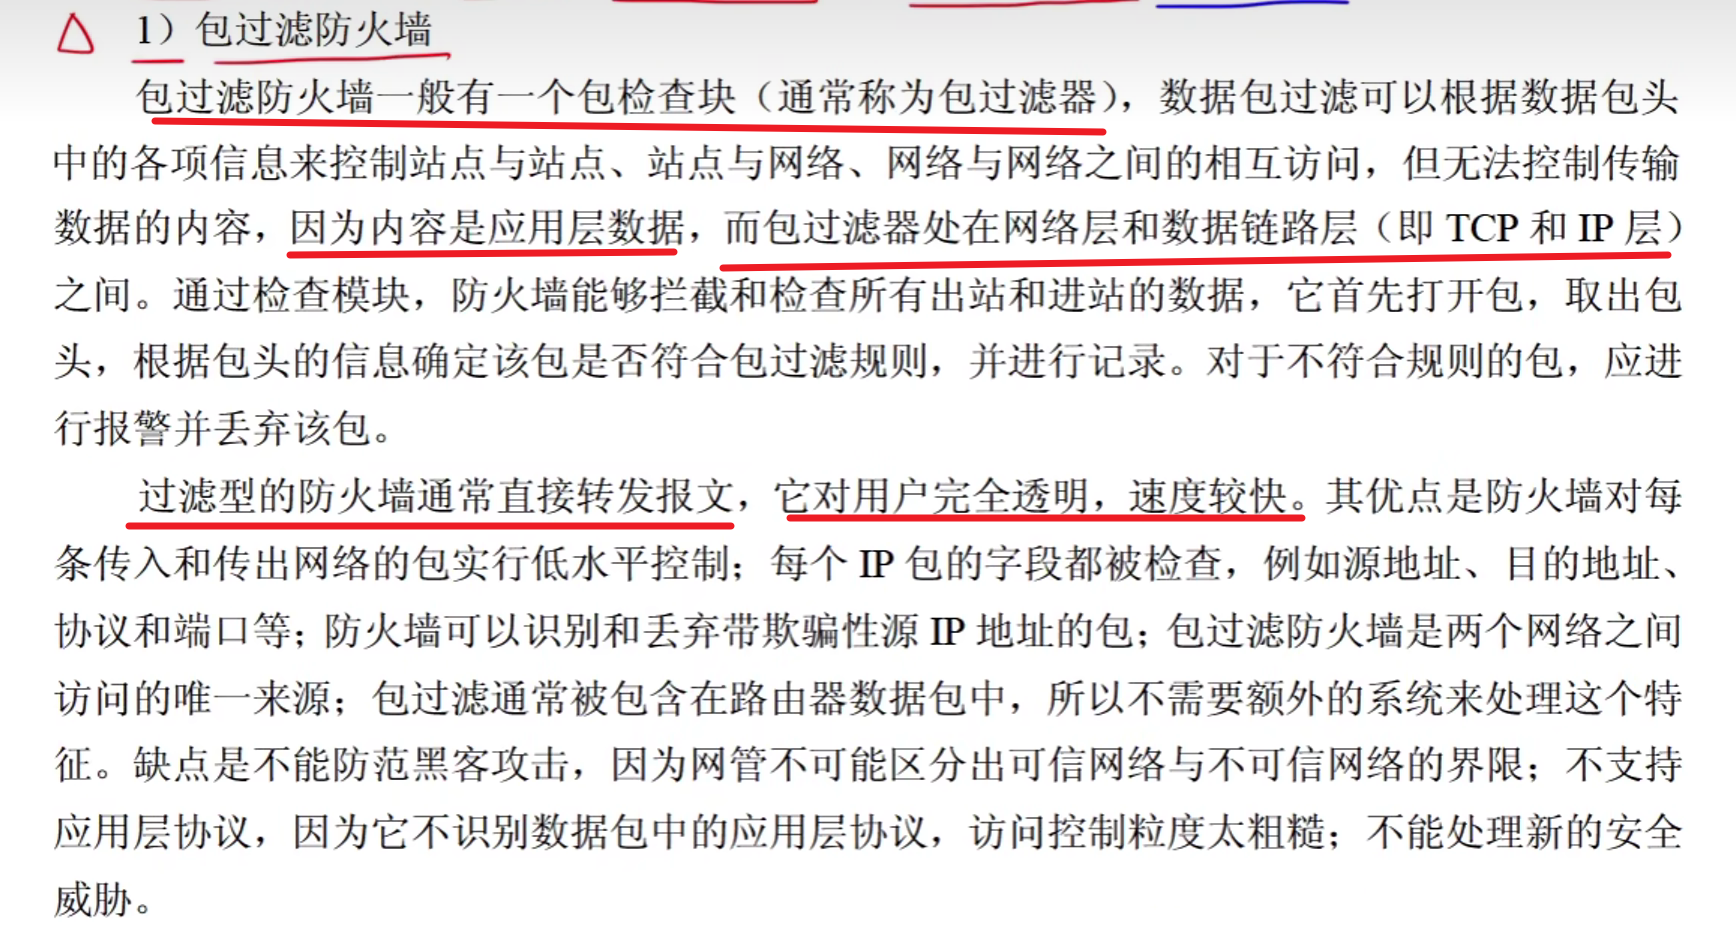 1）包过滤防火墙
包过滤防火墙一般有一个包检查块（通常称为包过滤器），数据包过滤可以根据数据包头
中的各项信息来控制站点与站点、站点与网络、网络与网络之间的相互访问，但无法控制传输
数据的内容，因为内容是应用层数据，而包过滤器处在网络层和数据链路层（即 TCP 和 IP 层）
之间。通过检查模块，防火墙能够拦截和检查所有出站和进站的数据，它首先打开包，取出包
头，根据包头的信息确定该包是否符合包过滤规则，并进行记录。对于不符合规则的包，应进
行报警并丢弃该包。
过滤型的防火墙通常直接转发报文，它对用户完全透明，速度较快。其优点是防火墙对每
条传入和传出网络的包实行低水平控制；每个 IP 包的字段都被检查，例如源地址、目的地址、
协议和端口等；防火墙可以识别和丢弃带欺骗性源 IP 地址的包；包过滤防火墙是两个网络之间
访问的唯一来源；包过滤通常被包含在路由器数据包中，所以不需要额外的系统来处理这个特
征。缺点是不能防范黑客攻击，因为网管不可能区分出可信网络与不可信网络的界限；不支持
应用层协议，因为它不识别数据包中的应用层协议，访问控制粒度太粗糙；不能处理新的安全
威胁。